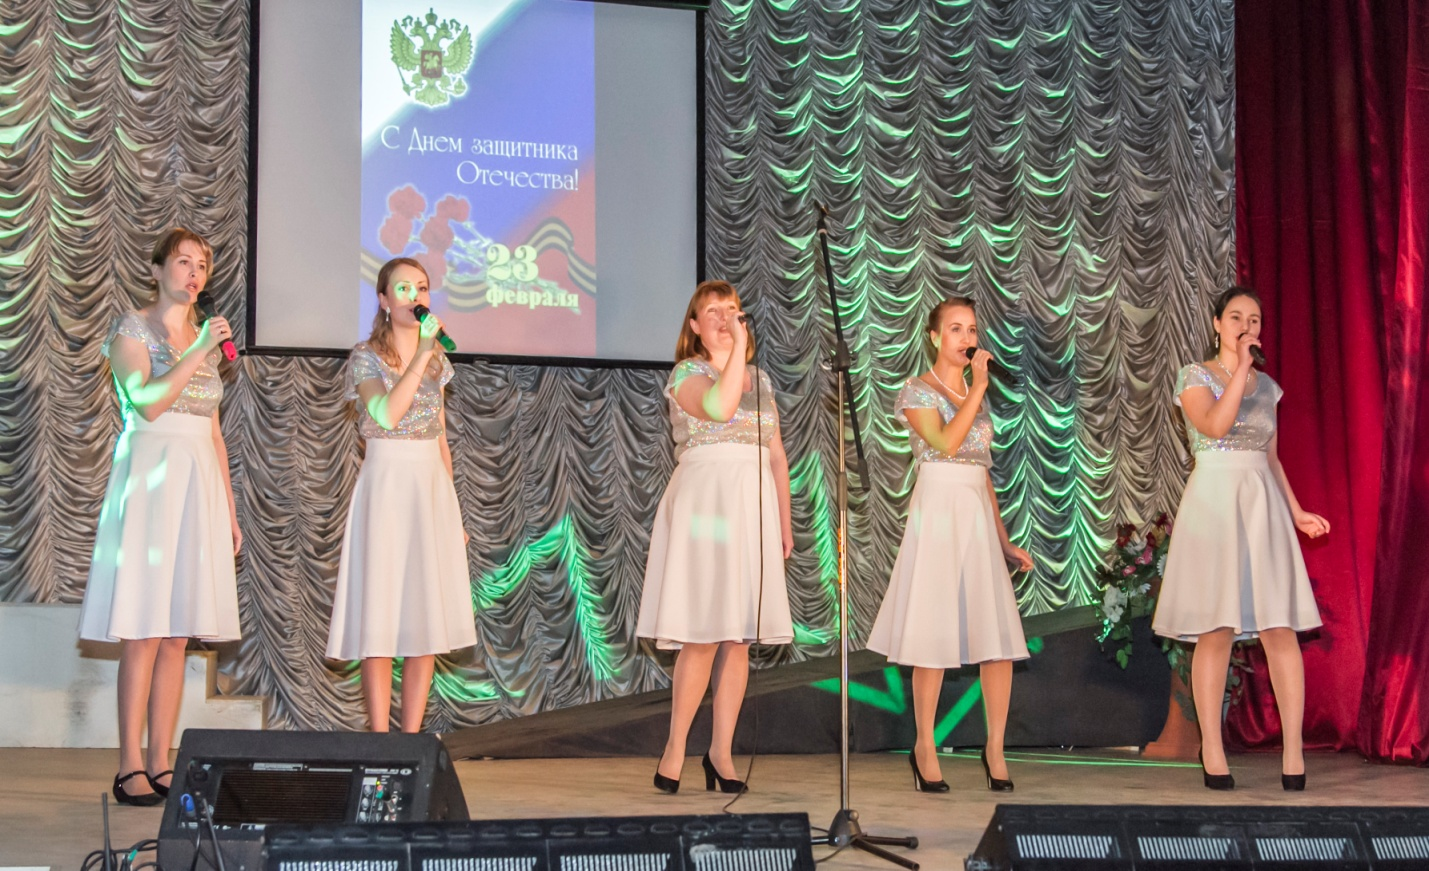 С Днем защитника
Отечества!
23
февраля